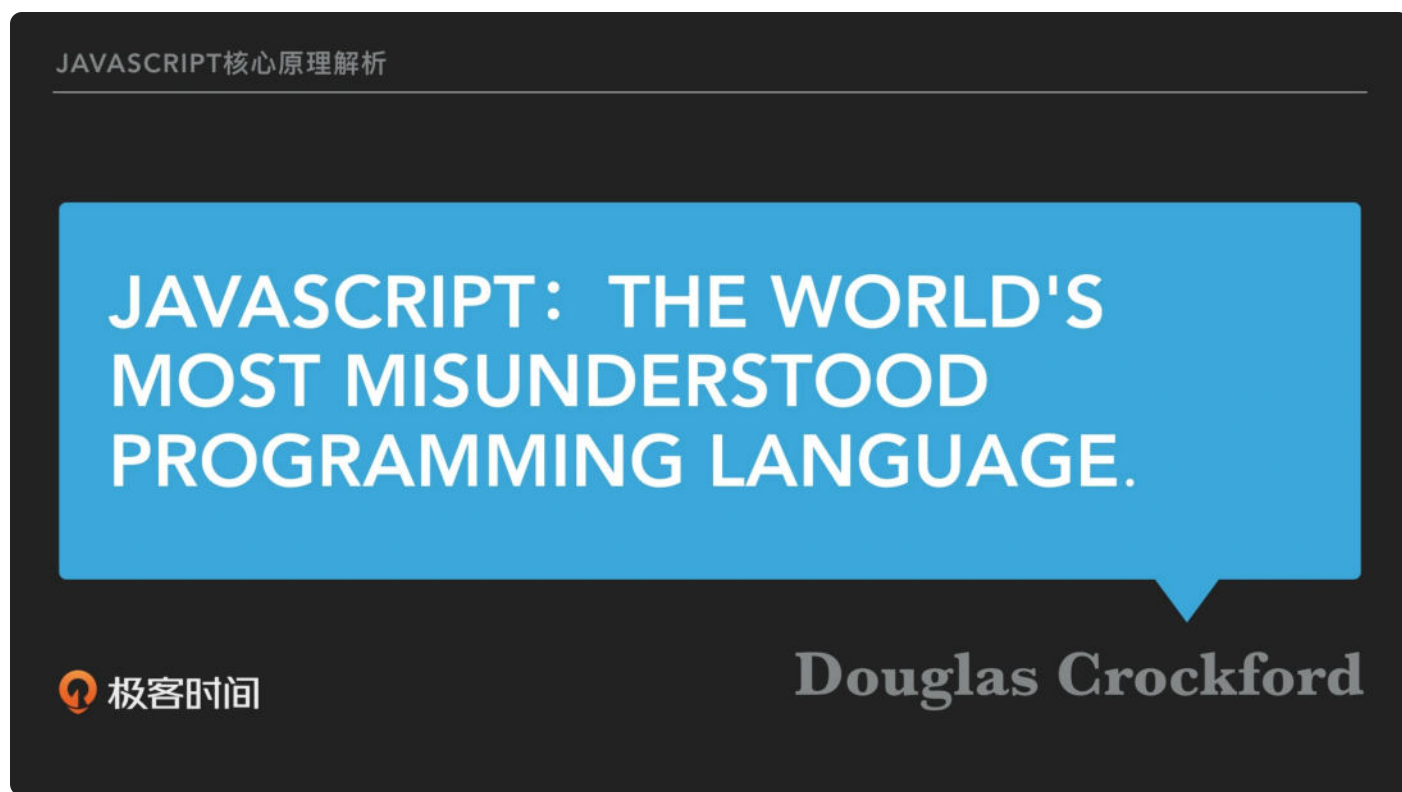 JAVASCRIPT核心原理解析
JAVASCRIPT：THE WORLD'S
MOST MISUNDERSTOOD
PROGRAMMING LANGUAGE.
Douglas Crockford
极客时间